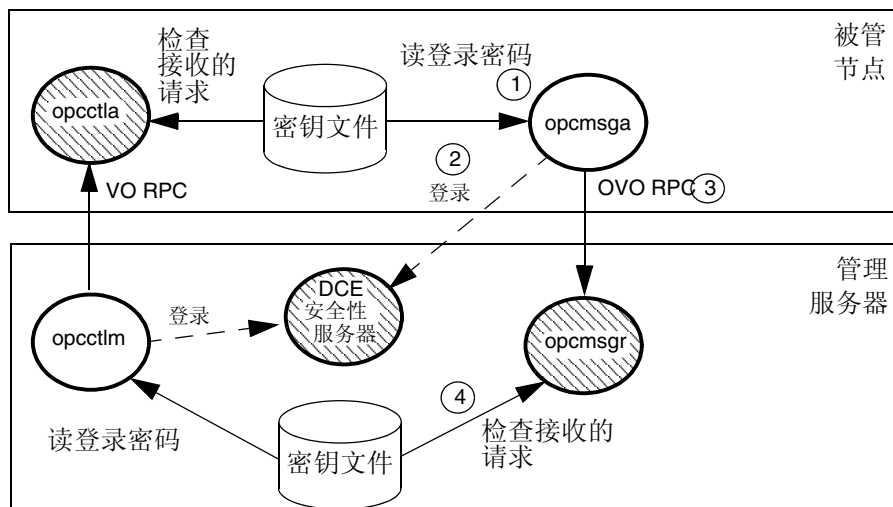 检查
接收的
请求
读登录密码
①
被管
节点
opcctla
密钥文件
opcmsga
②
登录
VO RPC
OVO RPC ③
管理
服务器
DCE
安全性
服务器
登录
opcctlm
opcmsgr
④
读登录密码
密钥文件
检查接收的
请求